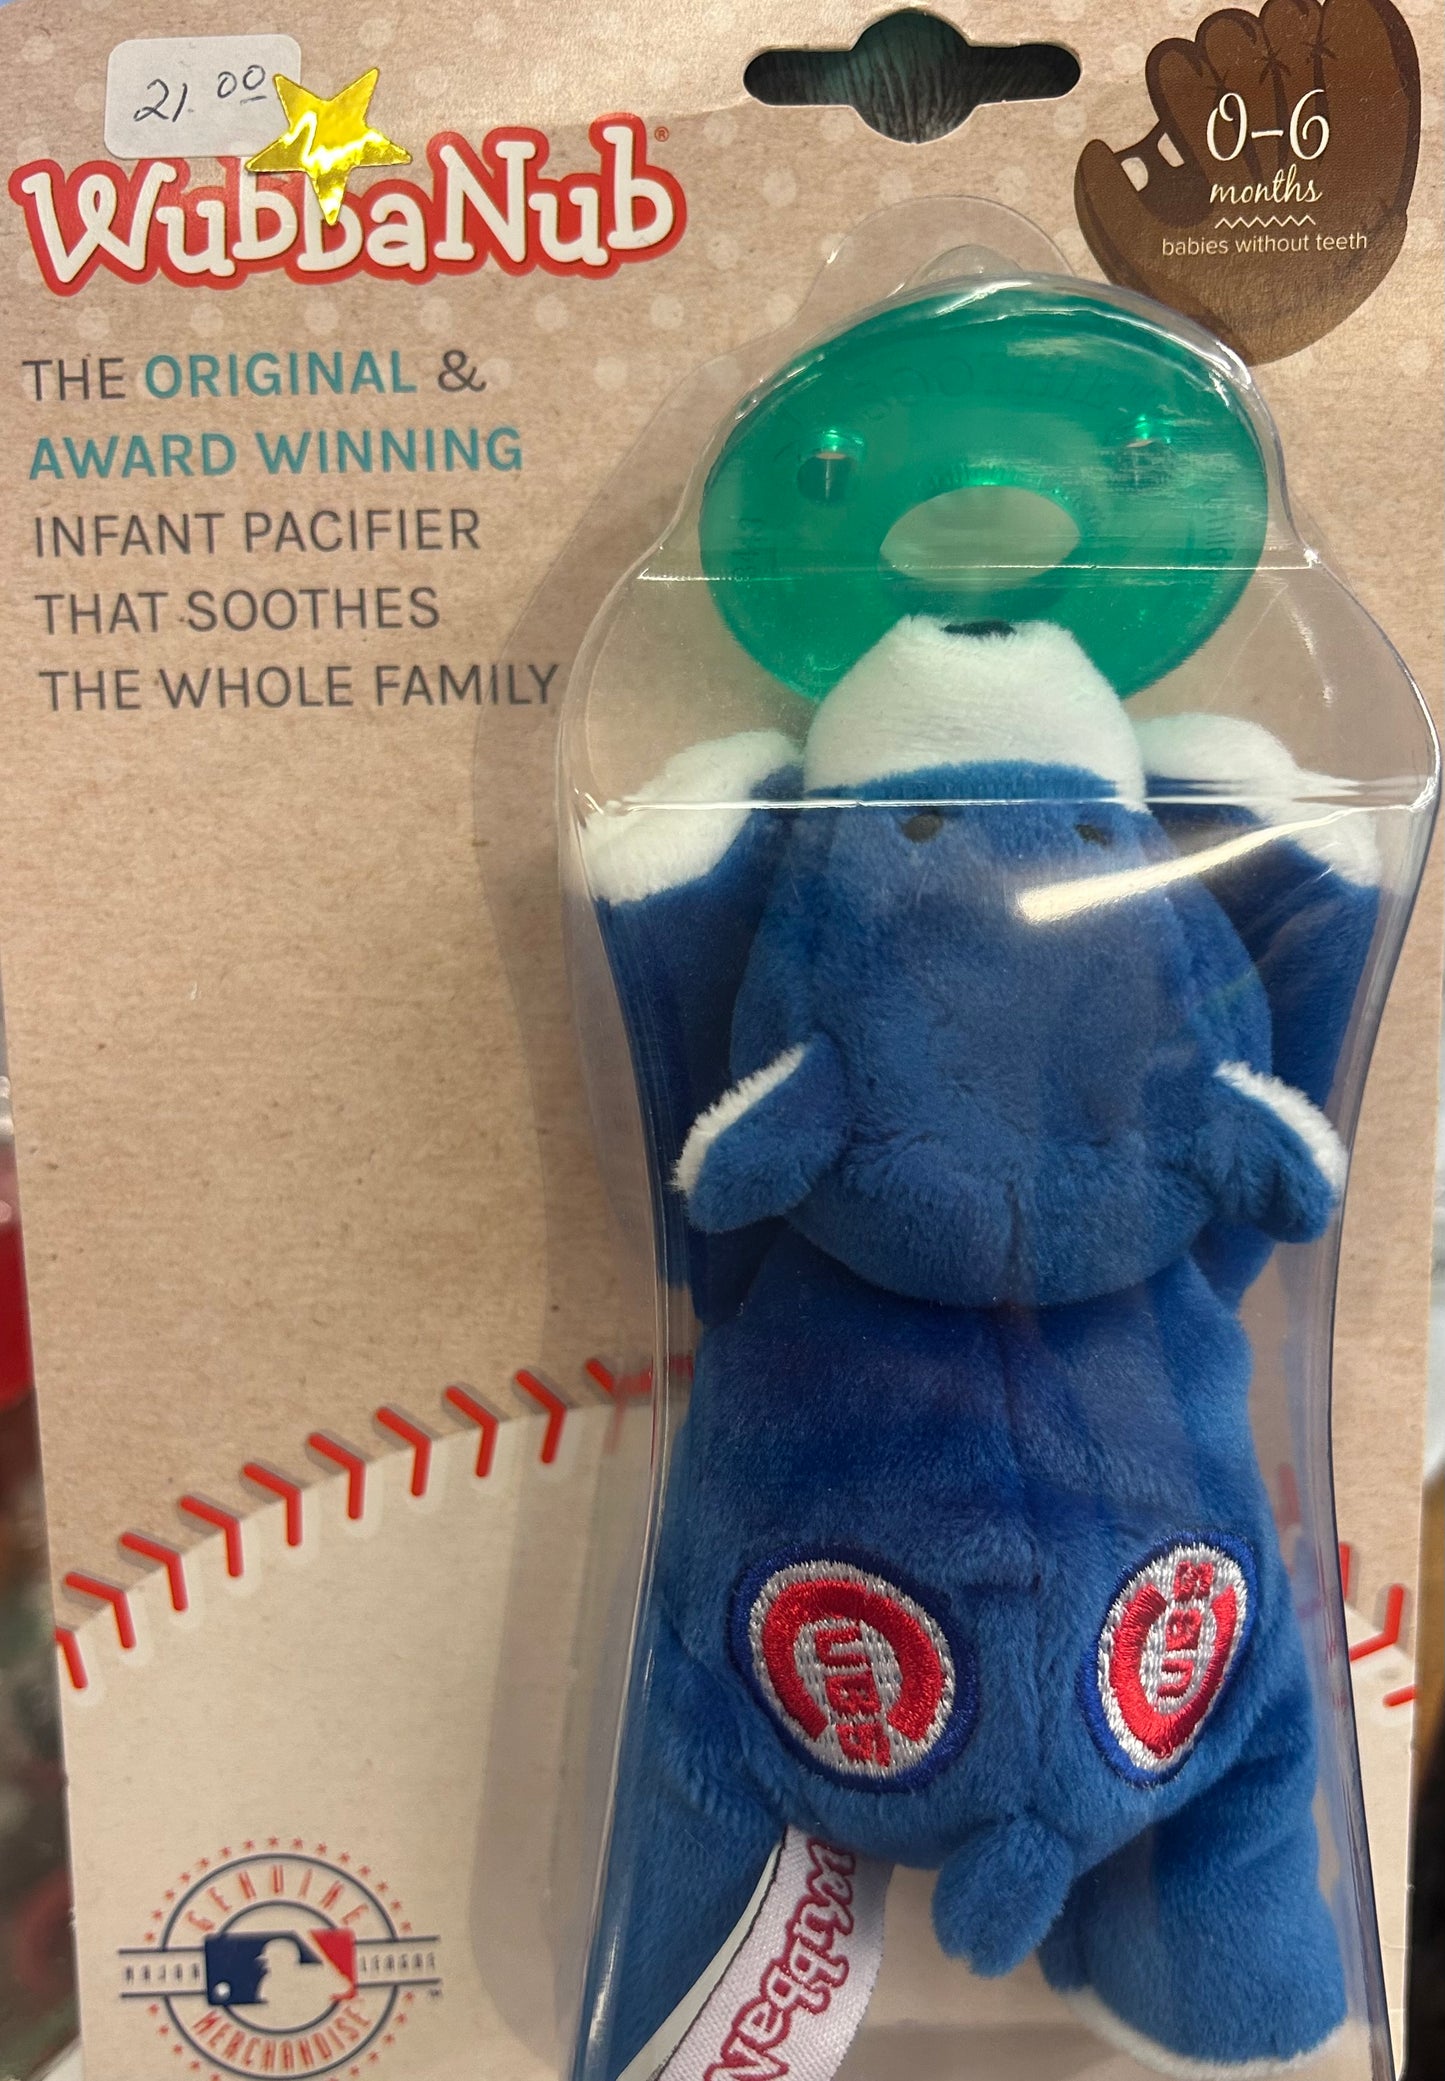 21.00
WubbaNub®
0-6
months
babies without teeth
THE ORIGINAL &
AWARD WINNING
INFANT PACIFIER
THAT SOOTHES
THE WHOLE FAMILY
CUBS
CUBS
GENUINE
MAJOR LEAGUE
MERCHANDISE
WubbaN